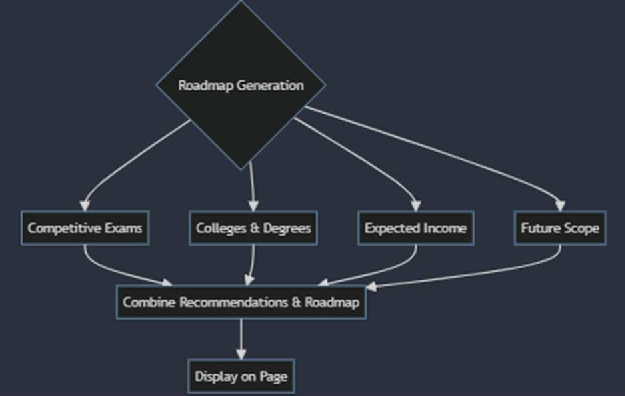 Roadmap Generation
Competitive Exams
Colleges & Degrees
Expected Income
Future Scope
Combine Recommendations & Roadmap
Display on Page